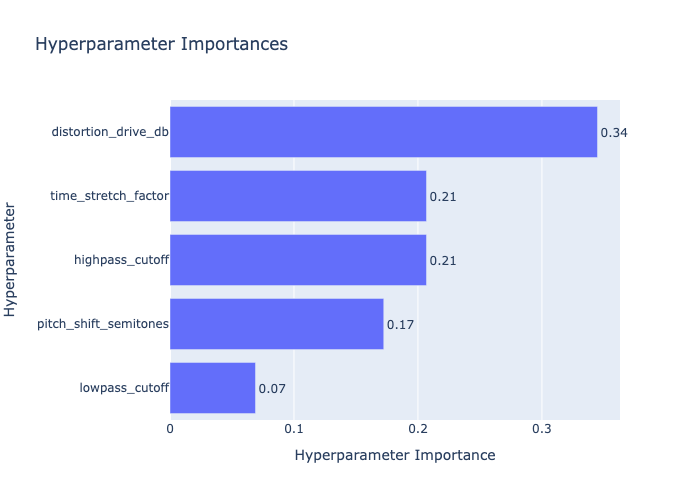 Hyperparameter Importances
Hyperparameter
distortion_drive_db 0.34
time_stretch_factor 0.21
highpass_cutoff 0.21
pitch_shift_semitones 0.17
lowpass_cutoff 0.07
0 0.1 0.2 0.3
Hyperparameter Importance